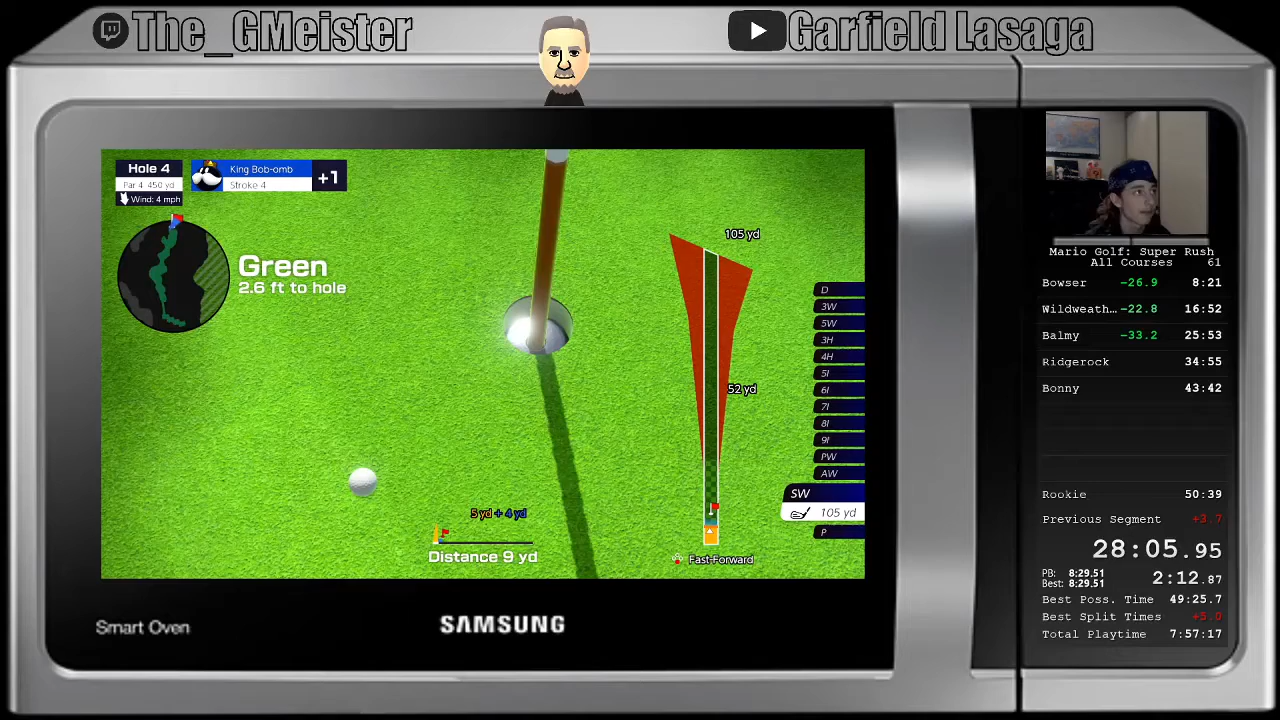 The_GMeister
Garfield Lasaga
Hole 4
Par 4 450 yd
Wind: 4 mph
King Bob-omb
Stroke 4
+1
Green
2.6 ft to hole
105 yd
52 yd
D
3W
5W
3H
4H
5I
6I
7I
8I
9I
PW
AW
SW
105 yd
P
5 yd + 4 yd
Distance 9 yd
Fast-Forward
Smart Oven
SAMSUNG
Mario Golf: Super Rush
All Courses 61
Bowser -26.9 8:21
Wildweath... -22.8 16:52
Balmy -33.2 25:53
Ridgerock 34:55
Bonny 43:42
Rookie 50:39
Previous Segment +3.7
28:05.95
PB: 8:29.51
Best: 8:29.51
2:12.87
Best Poss. Time 49:25.7
Best Split Times +5.0
Total Playtime 7:57:17